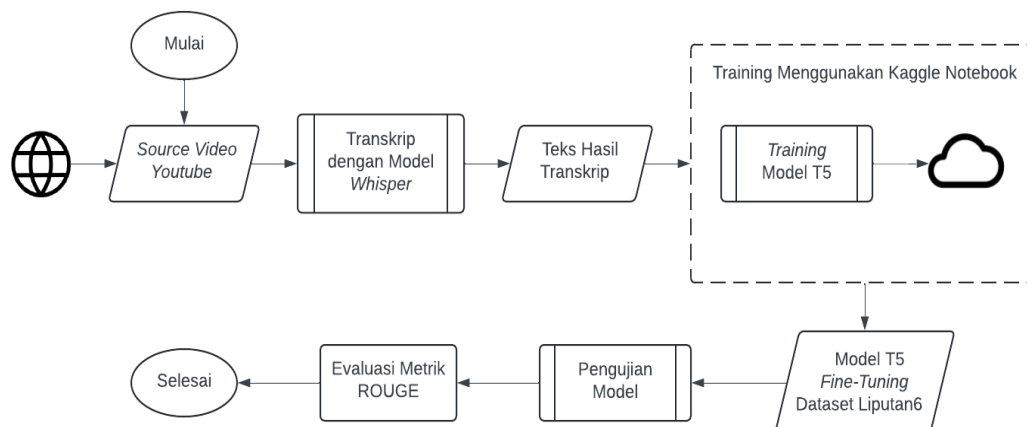 Mulai
Training Menggunakan Kaggle Notebook
Source Video
Youtube
Transkrip
dengan Model
Whisper
Teks Hasil
Transkrip
Training
Model T5
Model T5
Fine-Tuning
Dataset Liputan6
Pengujian
Model
Evaluasi Metrik
ROUGE
Selesai